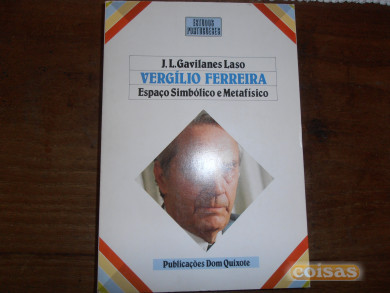 ESTUDOS
PORTUGUESES
J.L.Gavilanes Laso
VERGÍLIO FERREIRA
Espaço Simbólico e Metafísico
Publicações Dom Quixote
coisas